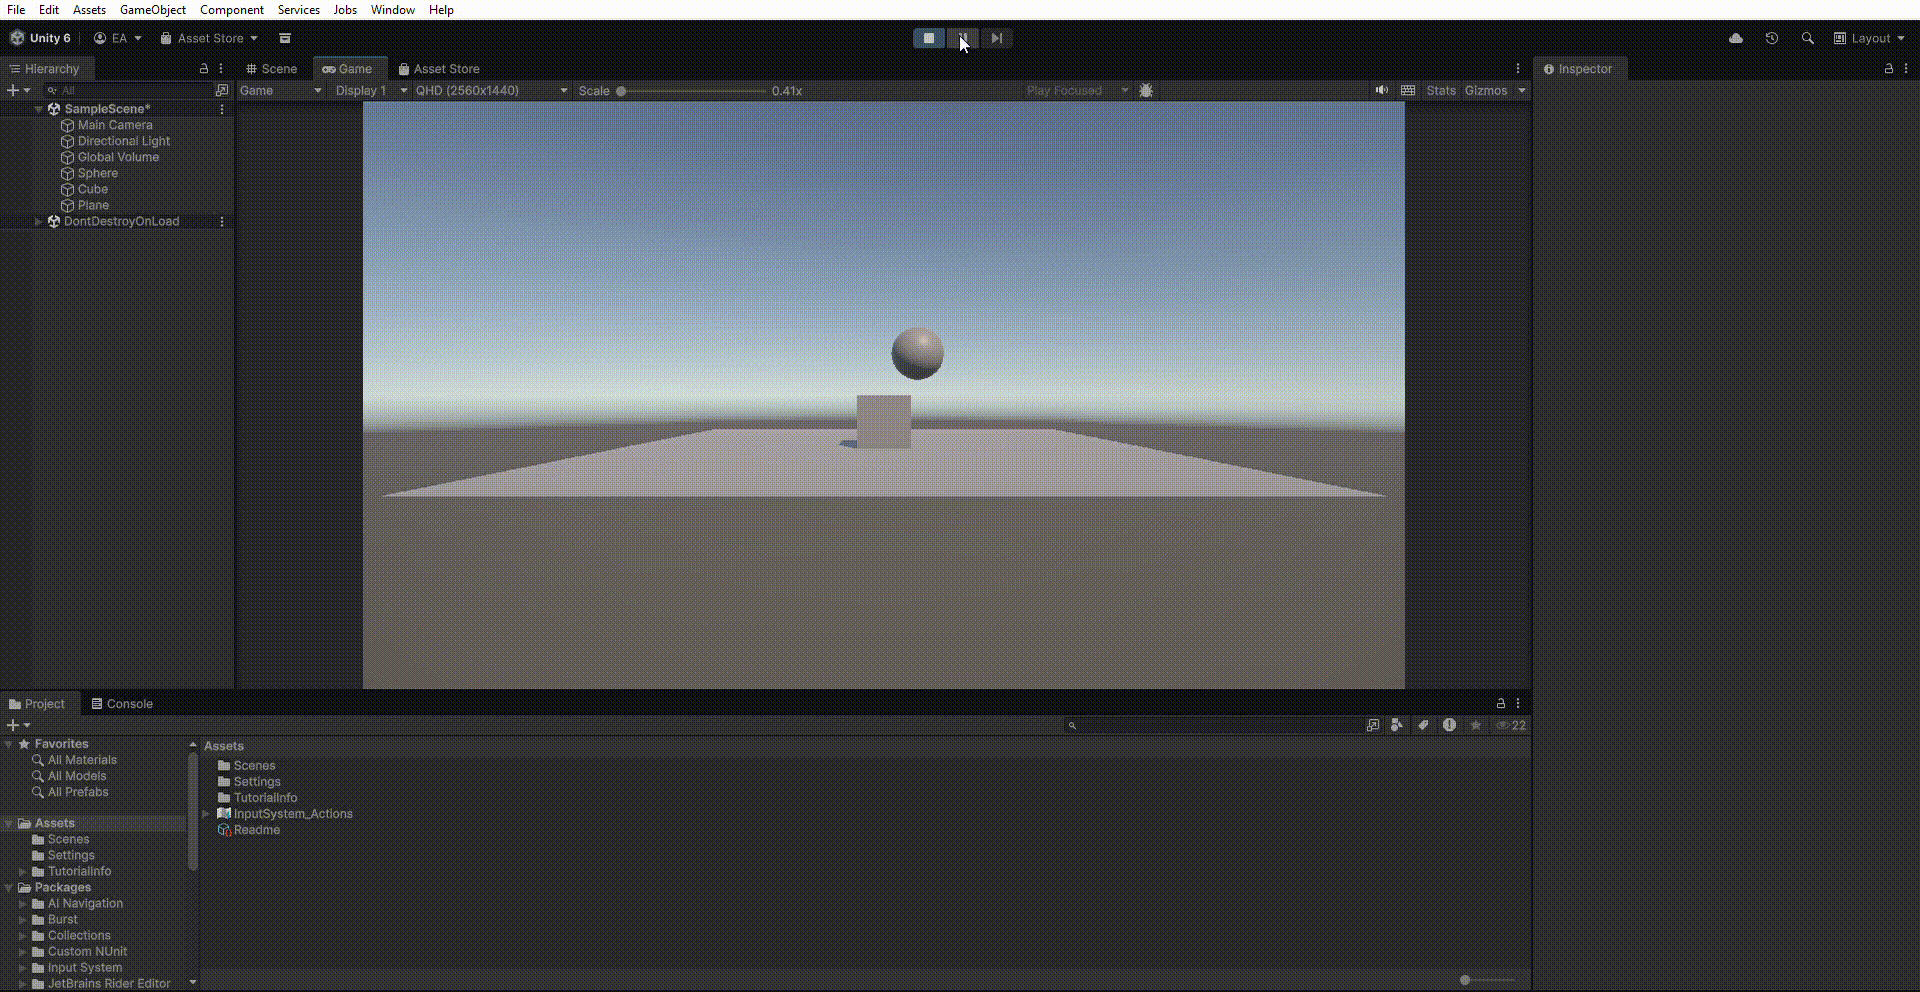 File Edit Assets GameObject Component Services Jobs Window Help
Unity 6 EA Asset Store Layout
Hierarchy Scene Game Asset Store Inspector
All Game Display 1 QHD (2560x1440) Scale 0.41x Play Focused Stats Gizmos
SampleScene*
Main Camera
Directional Light
Global Volume
Sphere
Cube
Plane
DontDestroyOnLoad
Project Console
22
Favorites
All Materials
All Models
All Prefabs
Assets
Scenes
Settings
TutorialInfo
Packages
AI Navigation
Burst
Collections
Custom NUnit
Input System
JetBrains Rider Editor
Assets
Scenes
Settings
TutorialInfo
InputSystem_Actions
Readme